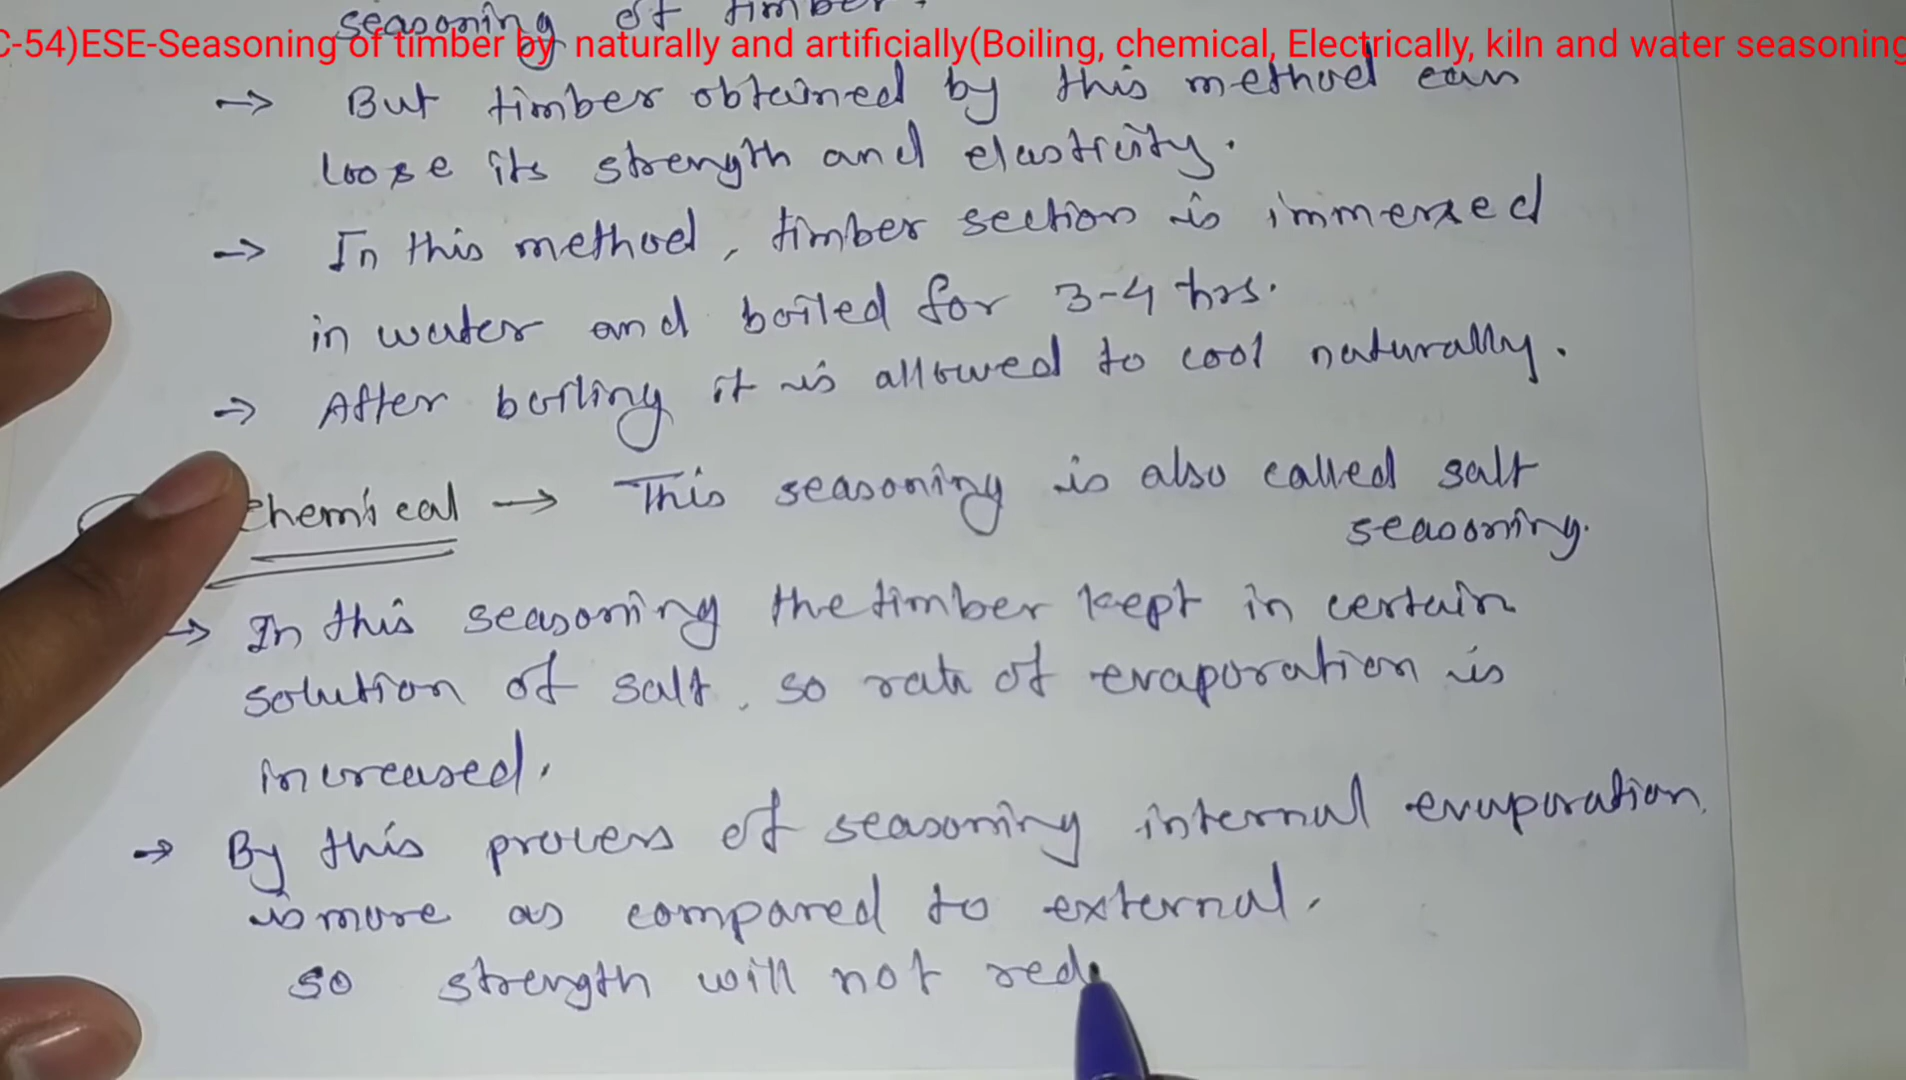 seasoning of timber.
C-54)ESE-Seasoning of timber by naturally and artificially(Boiling, chemical, Electrically, kiln and water seasoning
-> But timber obtained by this method can
loose its strength and elastricity.
-> In this method, timber section is immersed
in water and boiled for 3-4 hrs.
-> After boiling it is allowed to cool naturally.
chemical -> This seasoning is also called salt
seasoning.
-> In this seasoning the timber kept in certain
solution of salt. so rate of evaporation is
increased.
-> By this process of seasoning internal evaporation
is more as compared to external.
so strength will not red